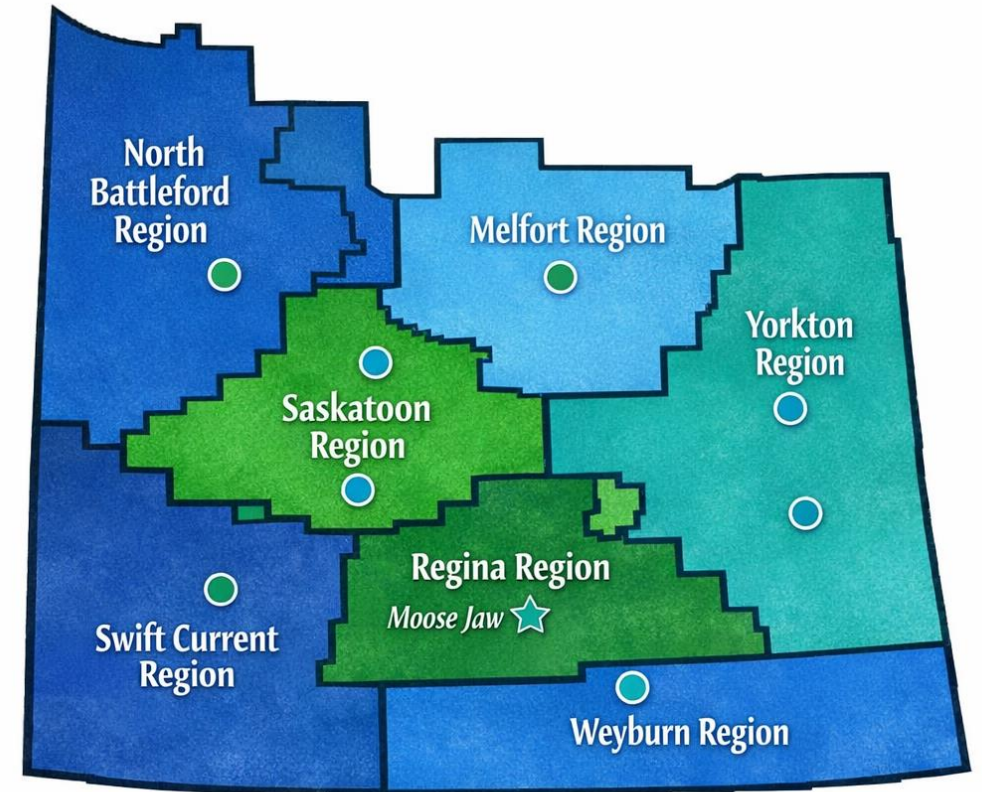 North
Battleford
Region
Melfort Region
Yorkton
Region
Saskatoon
Region
Regina Region
Moose Jaw
Swift Current
Region
Weyburn Region